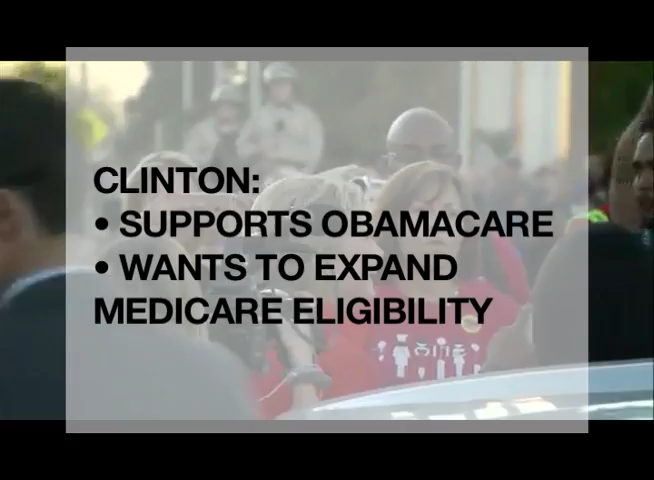 CLINTON:
• SUPPORTS OBAMACARE
• WANTS TO EXPAND
MEDICARE ELIGIBILITY